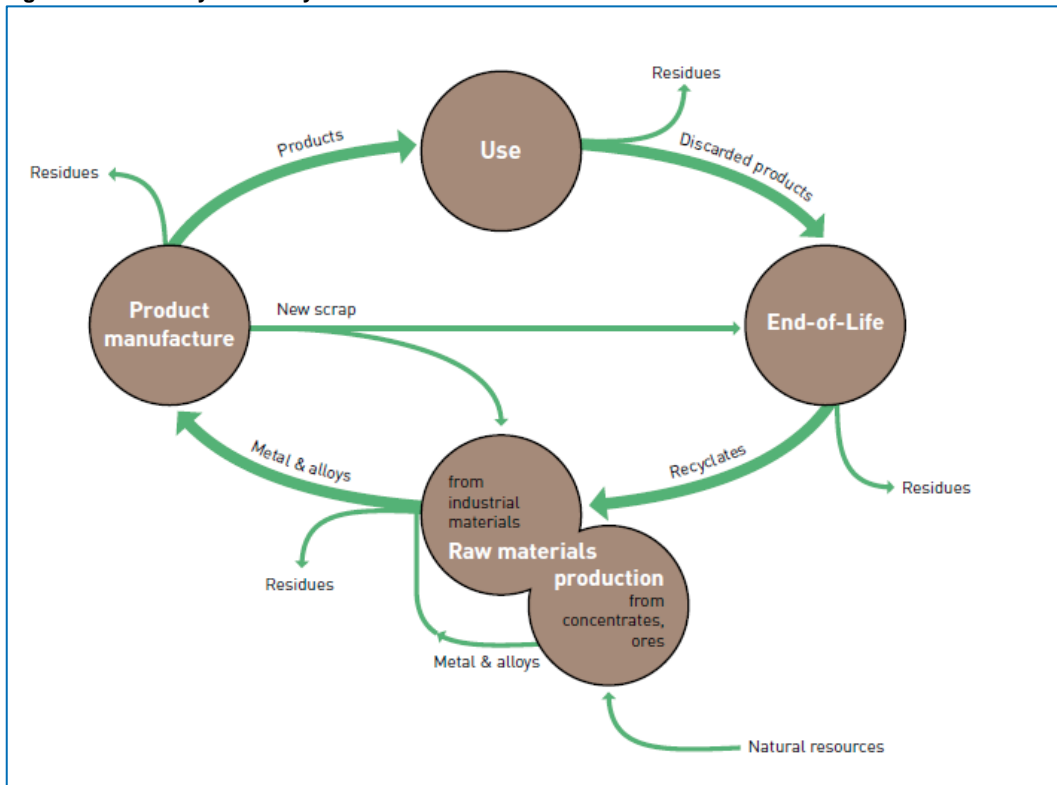 Residues
Use
Products
Discarded products
Residues
Product
manufacture
New scrap
End-of-Life
Metal & alloys
Recyclates
from
industrial
materials
Residues
Raw materials
production
Residues
from
concentrates,
ores
Metal & alloys
Natural resources